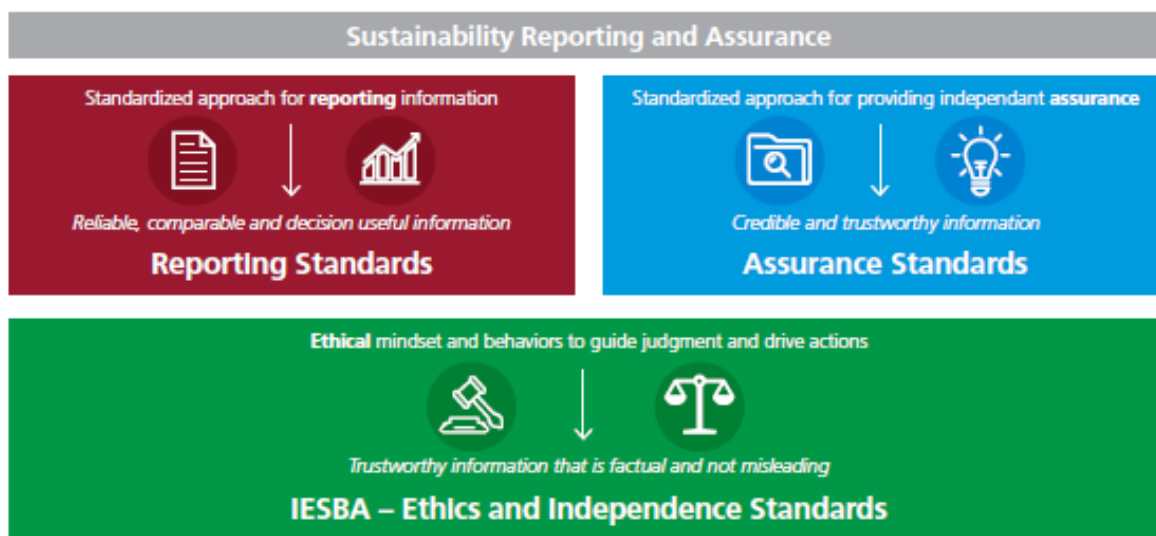 Sustainability Reporting and Assurance
Standardized approach for reporting information
Reliable, comparable and decision useful information
Reporting Standards
Standardized approach for providing independant assurance
Credible and trustworthy information
Assurance Standards
Ethical mindset and behaviors to guide judgment and drive actions
Trustworthy information that is factual and not misleading
IESBA – Ethics and Independence Standards